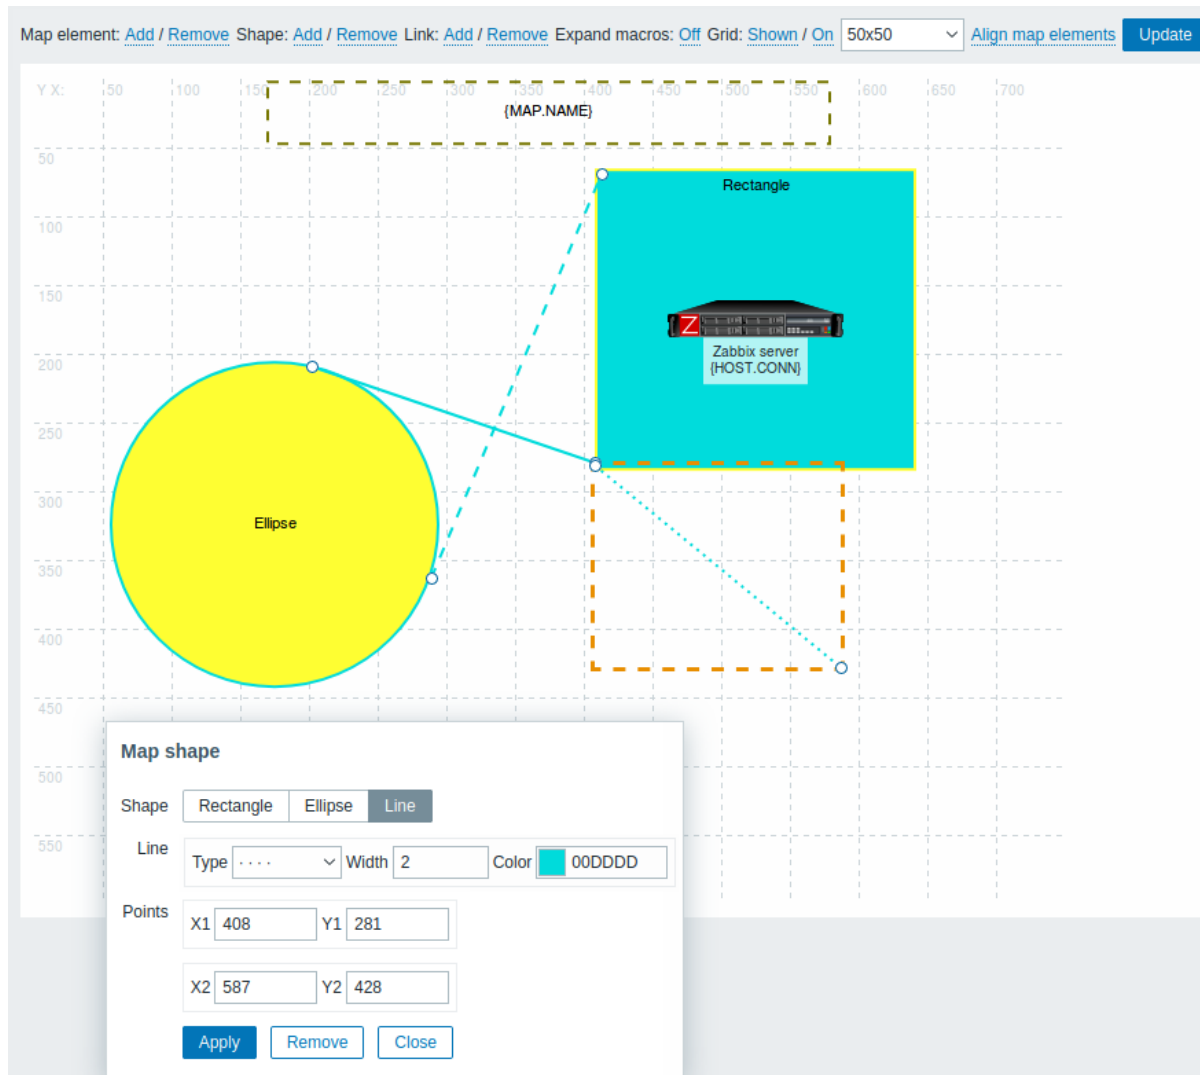 Map element: Add / Remove Shape: Add / Remove Link: Add / Remove Expand macros: Off Grid: Shown / On 50x50 Align map elements Update
Y X: 50 100 150 200 250 300 350 400 450 500 550 600 650 700
{MAP.NAME}
50
Rectangle
100
150
Z
200
Zabbix server
{HOST.CONN}
250
300
Ellipse
350
400
450
Map shape
500
Shape Rectangle Ellipse Line
550
Line Type Width 2 Color 00DDDD
Points X1 408 Y1 281
X2 587 Y2 428
Apply Remove Close